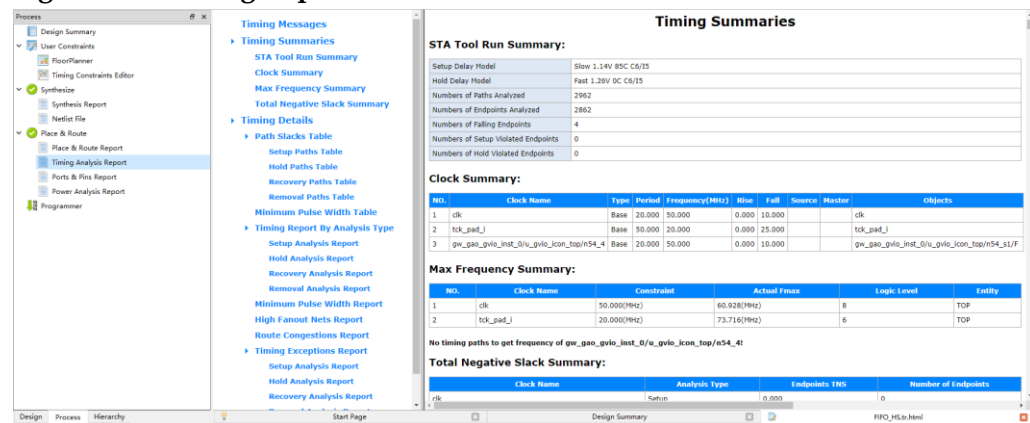 Process
Design Summary
User Constraints
FloorPlanner
Timing Constraints Editor
Synthesize
Synthesis Report
Netlist File
Place & Route
Place & Route Report
Timing Analysis Report
Ports & Pins Report
Power Analysis Report
Programmer
Design Process Hierarchy
Timing Messages
Timing Summaries
STA Tool Run Summary
Clock Summary
Max Frequency Summary
Total Negative Slack Summary
Timing Details
Path Slacks Table
Setup Paths Table
Hold Paths Table
Recovery Paths Table
Removal Paths Table
Minimum Pulse Width Table
Timing Report By Analysis Type
Setup Analysis Report
Hold Analysis Report
Recovery Analysis Report
Removal Analysis Report
Minimum Pulse Width Report
High Fanout Nets Report
Route Congestions Report
Timing Exceptions Report
Setup Analysis Report
Hold Analysis Report
Recovery Analysis Report
Timing Summaries
STA Tool Run Summary:
Setup Delay Model Slow 1.14V 85C C6/I5
Hold Delay Model Fast 1.26V 0C C6/I5
Numbers of Paths Analyzed 2962
Numbers of Endpoints Analyzed 2862
Numbers of Falling Endpoints 4
Numbers of Setup Violated Endpoints 0
Numbers of Hold Violated Endpoints 0
Clock Summary:
NO. Clock Name Type Period Frequency(MHz) Rise Fall Source Master Objects
1 clk Base 20.000 50.000 0.000 10.000 clk
2 tck_pad_i Base 50.000 20.000 0.000 25.000 tck_pad_i
3 gw_gao_gvio_inst_0/u_gvio_icon_top/n54_4 Base 20.000 50.000 0.000 10.000 gw_gao_gvio_inst_0/u_gvio_icon_top/n54_s1/F
Max Frequency Summary:
NO. Clock Name Constraint Actual Fmax Logic Level Entity
1 clk 50.000(MHz) 60.928(MHz) 8 TOP
2 tck_pad_i 20.000(MHz) 73.716(MHz) 6 TOP
No timing paths to get frequency of gw_gao_gvio_inst_0/u_gvio_icon_top/n54_4!
Total Negative Slack Summary:
Clock Name Analysis Type Endpoints TNS Number of Endpoints
clk Setup 0.000 0
Start Page Design Summary FIFO_HS.tr.html